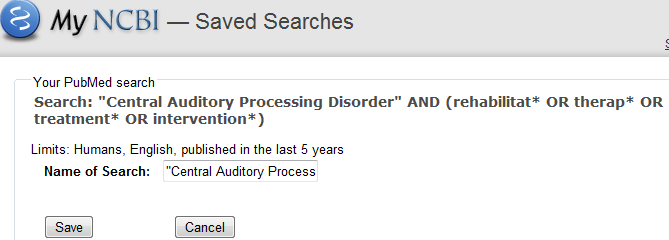 My NCBI — Saved Searches
S
Your PubMed search
Search: "Central Auditory Processing Disorder" AND (rehabilitat* OR therap* OR
treatment* OR intervention*)
Limits: Humans, English, published in the last 5 years
Name of Search: "Central Auditory Process
Save Cancel